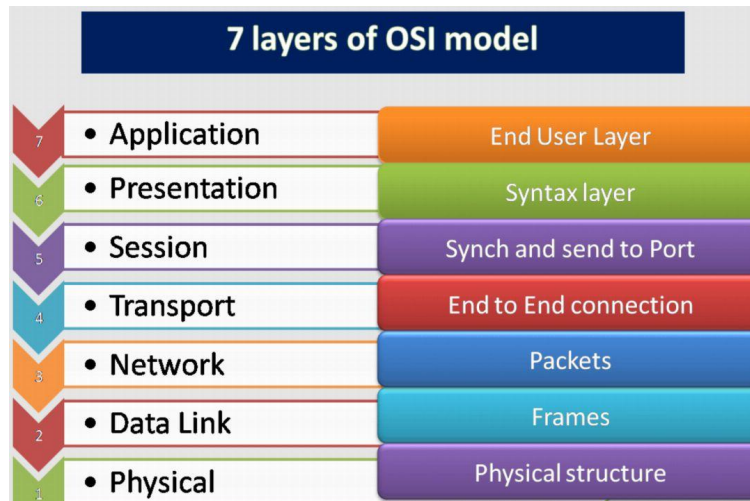 7 layers of OSI model
7 • Application End User Layer
6 • Presentation Syntax layer
5 • Session Synch and send to Port
4 • Transport End to End connection
3 • Network Packets
2 • Data Link Frames
1 • Physical Physical structure